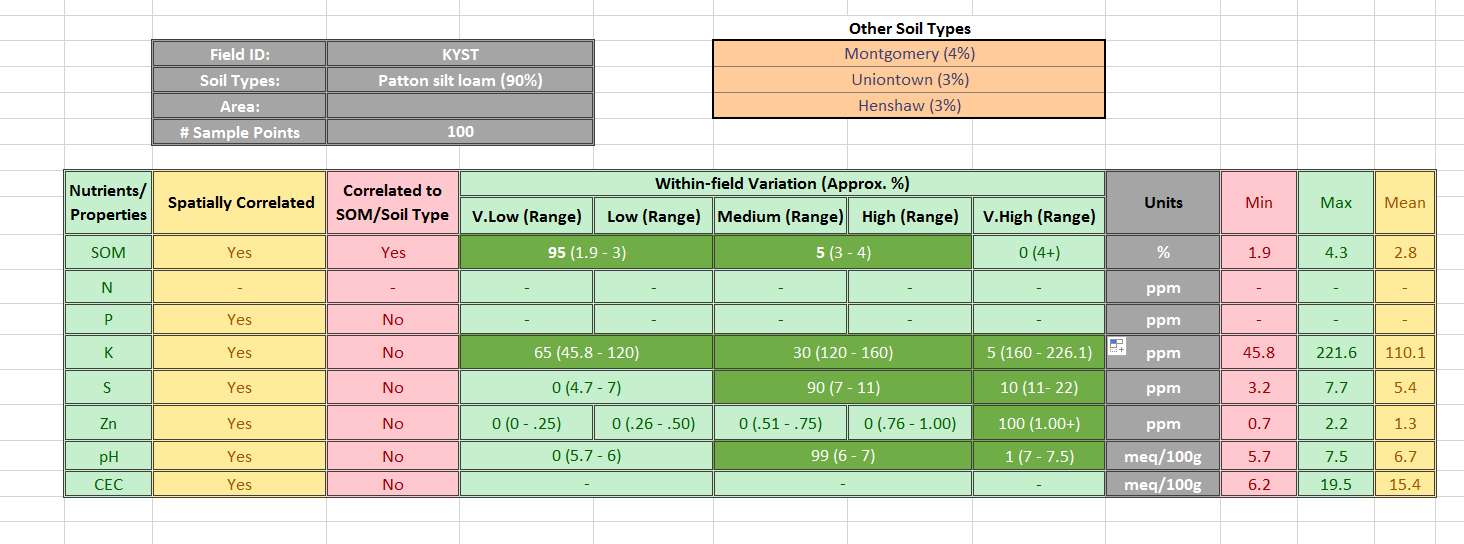 Other Soil Types
Field ID: KYST Montgomery (4%)
Soil Types: Patton silt loam (90%) Uniontown (3%)
Area: Henshaw (3%)
# Sample Points 100
Nutrients/ Properties Spatially Correlated Correlated to SOM/Soil Type Within-field Variation (Approx. %) Units Min Max Mean
V.Low (Range) Low (Range) Medium (Range) High (Range) V.High (Range)
SOM Yes Yes 95 (1.9 - 3) 5 (3 - 4) 0 (4+) % 1.9 4.3 2.8
N - - - - - - - ppm - - -
P Yes No - - - - - ppm - - -
K Yes No 65 (45.8 - 120) 30 (120 - 160) 5 (160 - 226.1) ppm 45.8 221.6 110.1
S Yes No 0 (4.7 - 7) 90 (7 - 11) 10 (11- 22) ppm 3.2 7.7 5.4
Zn Yes No 0 (0 - .25) 0 (.26 - .50) 0 (.51 - .75) 0 (.76 - 1.00) 100 (1.00+) ppm 0.7 2.2 1.3
pH Yes No 0 (5.7 - 6) 99 (6 - 7) 1 (7 - 7.5) meq/100g 5.7 7.5 6.7
CEC Yes No - - - meq/100g 6.2 19.5 15.4